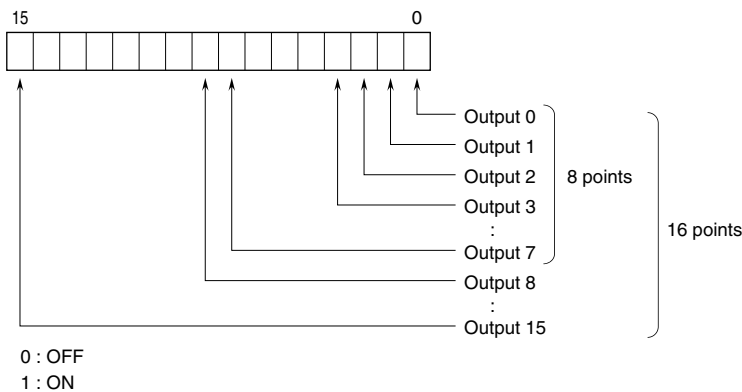 15 0
Output 0
Output 1
Output 2
8 points
Output 3
:
16 points
Output 7
Output 8
:
Output 15
0 : OFF
1 : ON